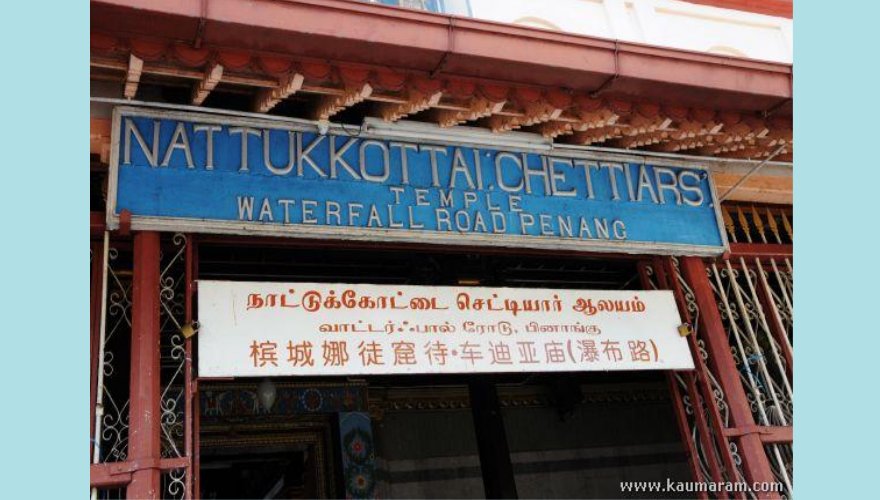 NATTUKKOTTAI CHETTIARS'
TEMPLE
WATERFALL ROAD PENANG
நாட்டுக்கோட்டை செட்டியார் ஆலயம்
வாட்டர்ஃபால் ரோடு, பினாங்கு
槟城娜徒窟待·车迪亚庙(瀑布路)
www.kaumaram.com